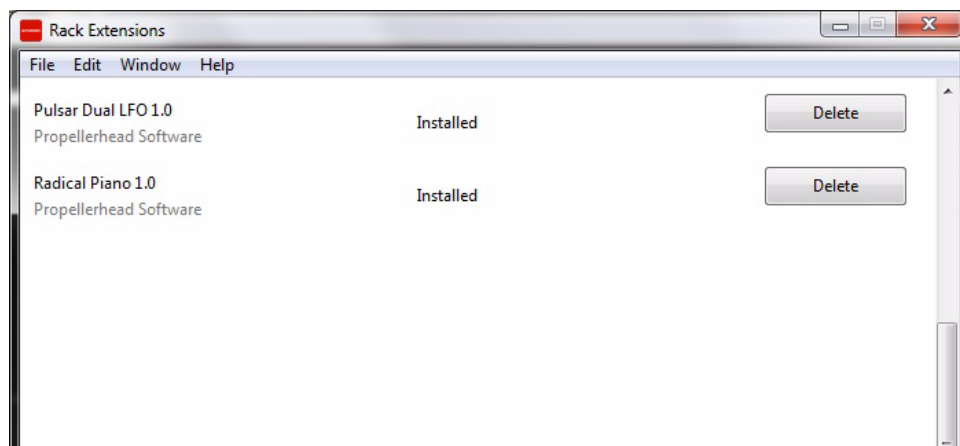 Rack Extensions
File Edit Window Help
Pulsar Dual LFO 1.0
Propellerhead Software
Installed
Delete
Radical Piano 1.0
Propellerhead Software
Installed
Delete